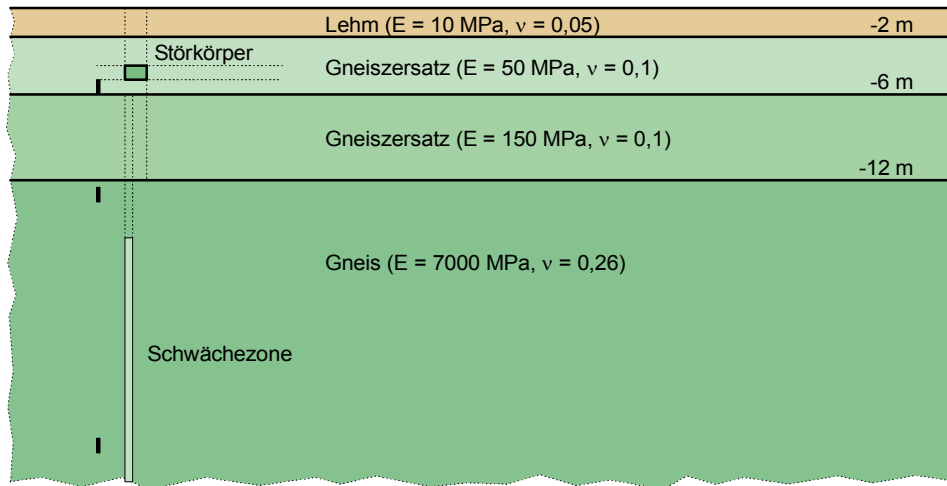 Lehm (E = 10 MPa, ν = 0,05)
-2 m
Störkörper
Gneiszersatz (E = 50 MPa, ν = 0,1)
-6 m
Gneiszersatz (E = 150 MPa, ν = 0,1)
-12 m
Gneis (E = 7000 MPa, ν = 0,26)
Schwächezone